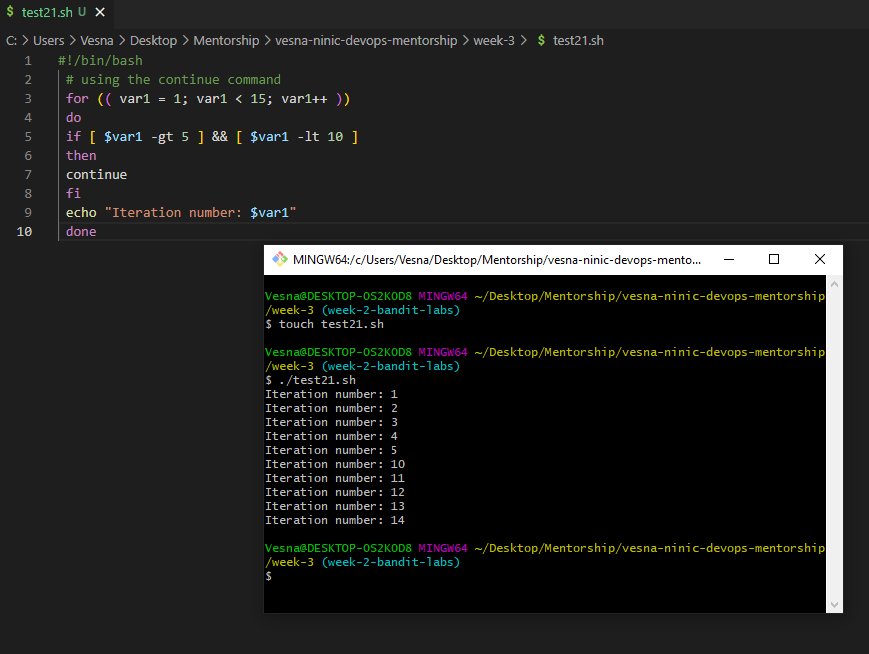 $ test21.sh U ×
C: > Users > Vesna > Desktop > Mentorship > vesna-ninic-devops-mentorship > week-3 > $ test21.sh
1 #!/bin/bash
2 # using the continue command
3 for (( var1 = 1; var1 < 15; var1++ ))
4 do
5 if [ $var1 -gt 5 ] && [ $var1 -lt 10 ]
6 then
7 continue
8 fi
9 echo "Iteration number: $var1"
10 done
MINGW64:/c/Users/Vesna/Desktop/Mentorship/vesna-ninic-devops-mento...
Vesna@DESKTOP-OS2KOD8 MINGW64 ~/Desktop/Mentorship/vesna-ninic-devops-mentorship
/week-3 (week-2-bandit-labs)
$ touch test21.sh
Vesna@DESKTOP-OS2KOD8 MINGW64 ~/Desktop/Mentorship/vesna-ninic-devops-mentorship
/week-3 (week-2-bandit-labs)
$ ./test21.sh
Iteration number: 1
Iteration number: 2
Iteration number: 3
Iteration number: 4
Iteration number: 5
Iteration number: 10
Iteration number: 11
Iteration number: 12
Iteration number: 13
Iteration number: 14
Vesna@DESKTOP-OS2KOD8 MINGW64 ~/Desktop/Mentorship/vesna-ninic-devops-mentorship
/week-3 (week-2-bandit-labs)
$